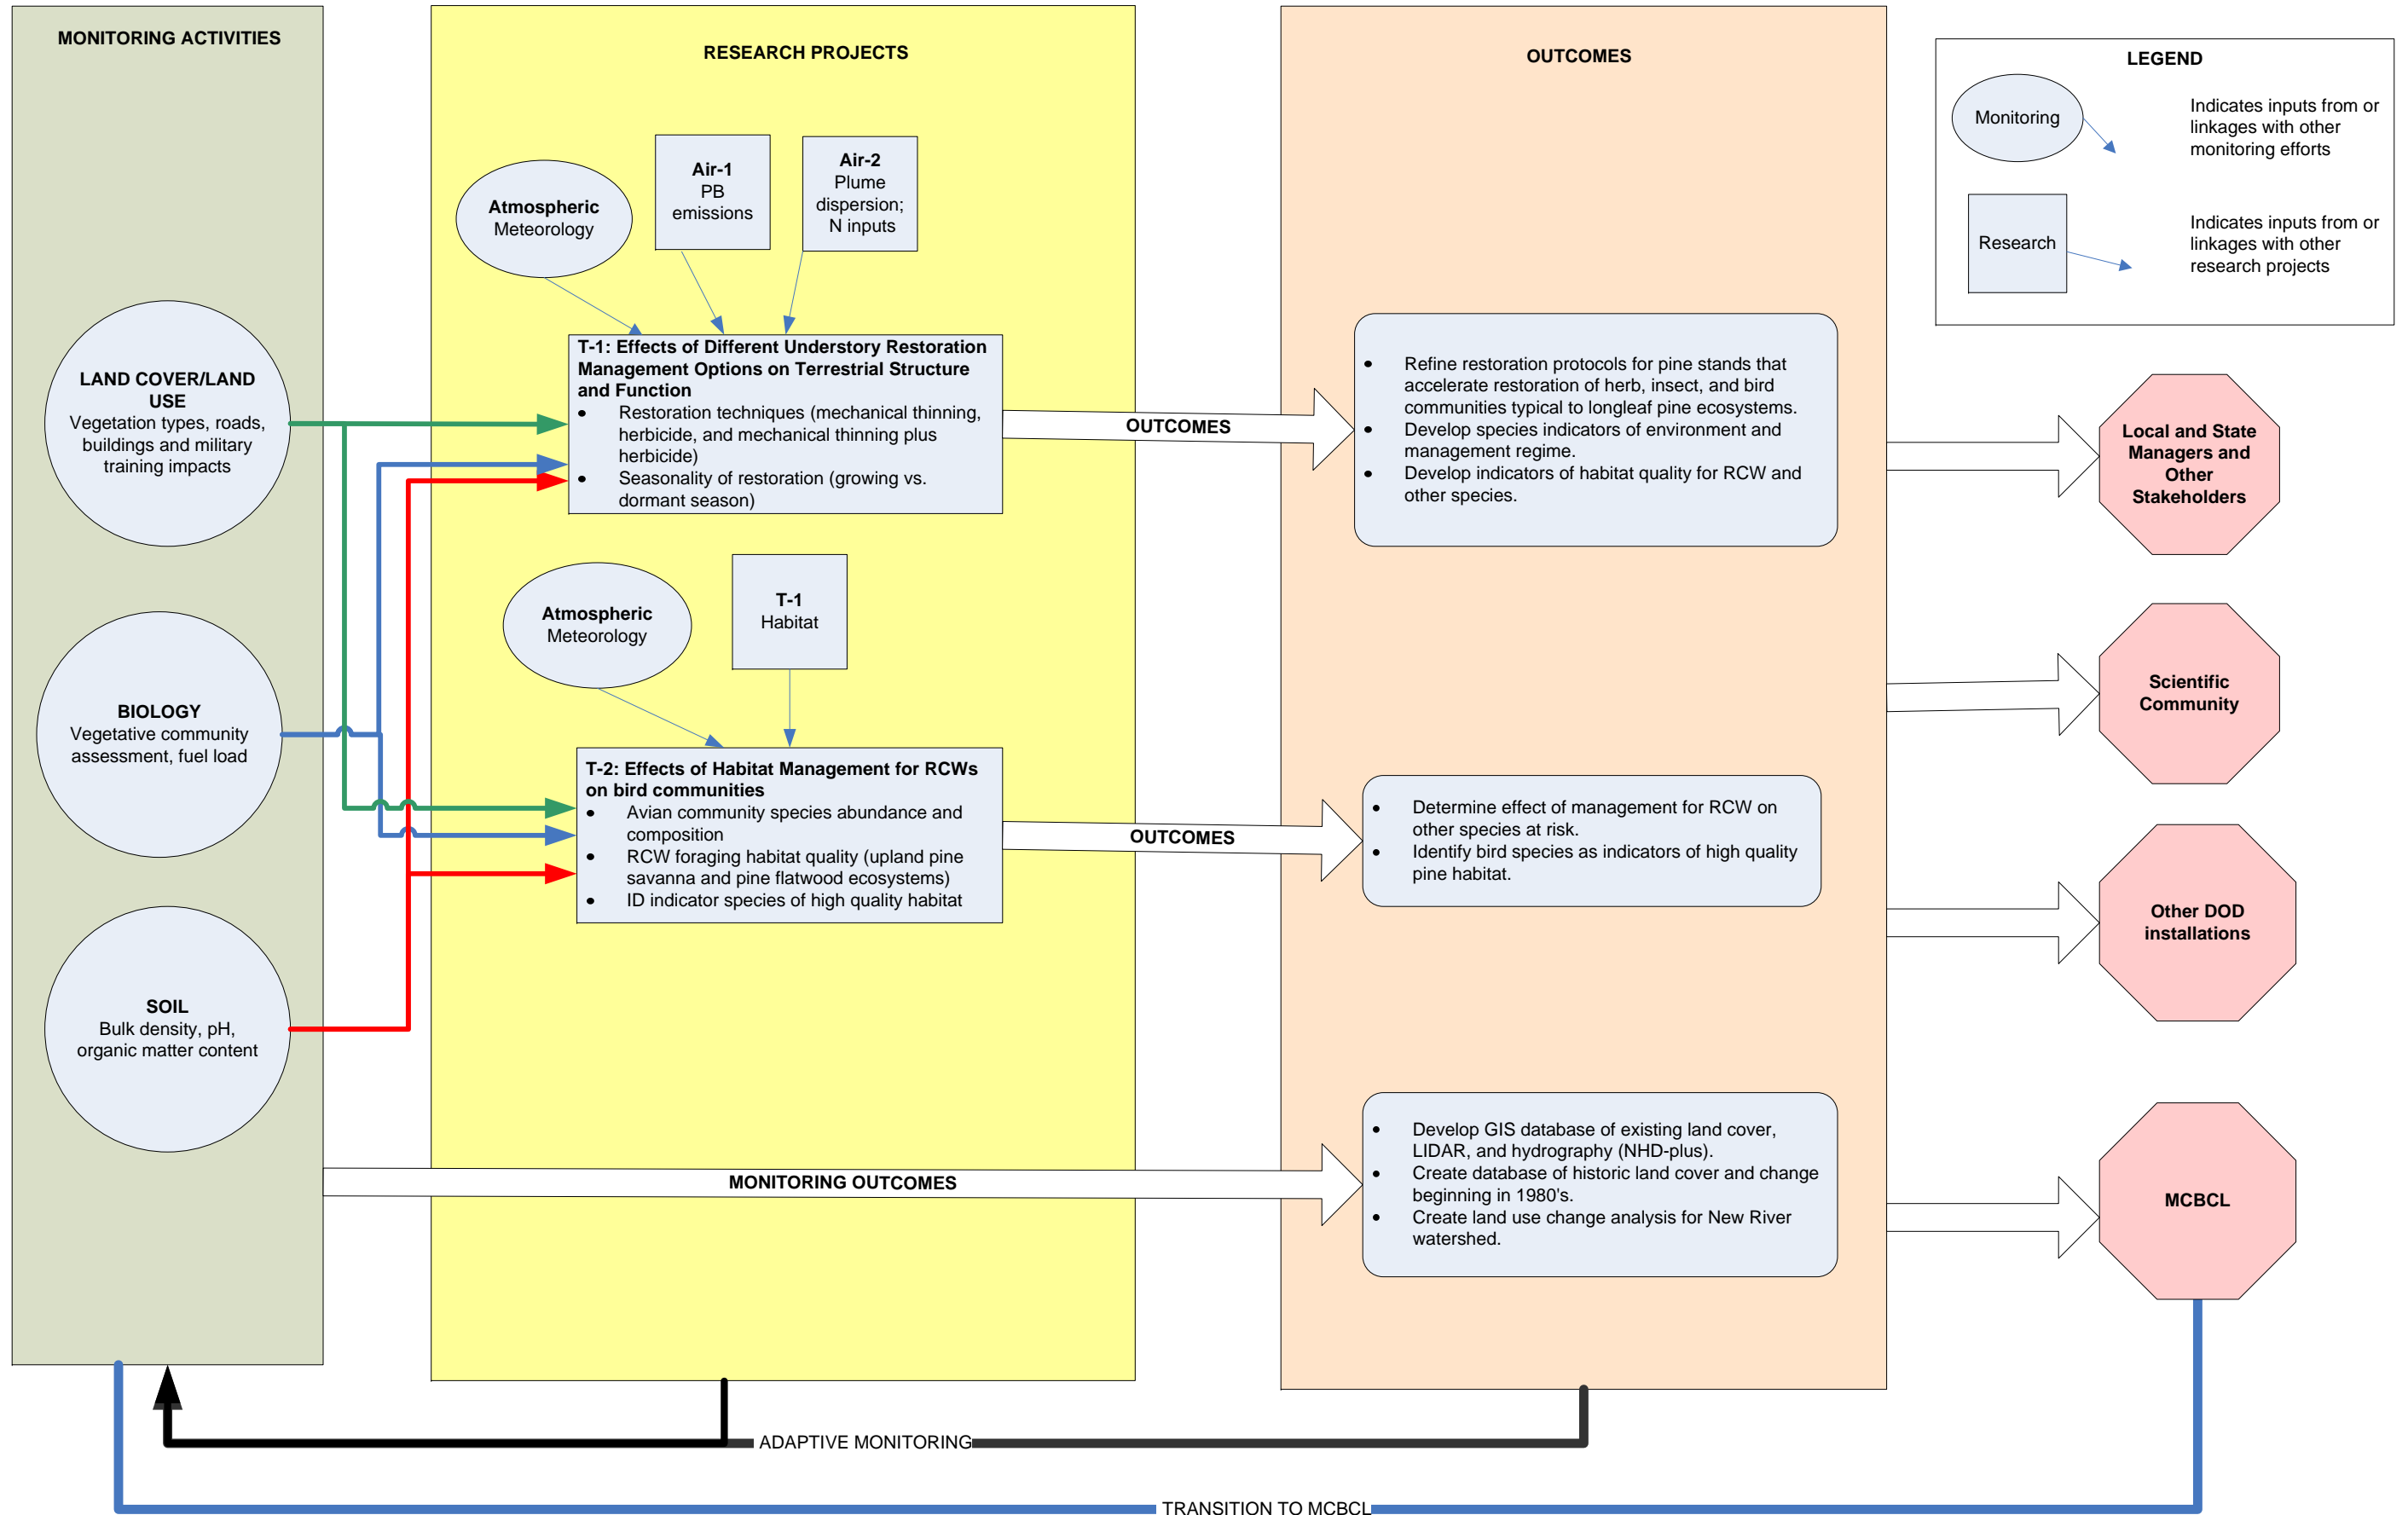 MONITORING ACTIVITIES
LAND COVER/LAND
USE
Vegetation types, roads,
buildings and military
training impacts
BIOLOGY
Vegetative community
assessment, fuel load
SOIL
Bulk density, pH,
organic matter content
RESEARCH PROJECTS
Atmospheric
Meteorology
Air-1
PB
emissions
Air-2
Plume
dispersion;
N inputs
T-1: Effects of Different Understory Restoration
Management Options on Terrestrial Structure
and Function
• Restoration techniques (mechanical thinning,
herbicide, and mechanical thinning plus
herbicide)
• Seasonality of restoration (growing vs.
dormant season)
Atmospheric
Meteorology
T-1
Habitat
T-2: Effects of Habitat Management for RCWs
on bird communities
• Avian community species abundance and
composition
• RCW foraging habitat quality (upland pine
savanna and pine flatwood ecosystems)
• ID indicator species of high quality habitat
OUTCOMES
OUTCOMES
MONITORING OUTCOMES
OUTCOMES
• Refine restoration protocols for pine stands that
accelerate restoration of herb, insect, and bird
communities typical to longleaf pine ecosystems.
• Develop species indicators of environment and
management regime.
• Develop indicators of habitat quality for RCW and
other species.
• Determine effect of management for RCW on
other species at risk.
• Identify bird species as indicators of high quality
pine habitat.
• Develop GIS database of existing land cover,
LIDAR, and hydrography (NHD-plus).
• Create database of historic land cover and change
beginning in 1980's.
• Create land use change analysis for New River
watershed.
LEGEND
Monitoring
Indicates inputs from or
linkages with other
monitoring efforts
Research
Indicates inputs from or
linkages with other
research projects
Local and State
Managers and
Other
Stakeholders
Scientific
Community
Other DOD
installations
MCBCL
ADAPTIVE MONITORING
TRANSITION TO MCBCL